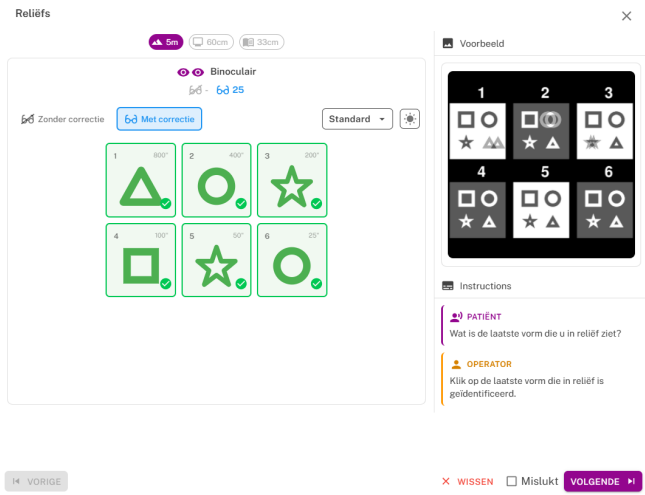 Reliëfs
5m
60cm
33cm
Binoculair
- 25
Zonder correctie
Met correctie
Standard
1 800"
2 400"
3 200"
4 100"
5 50"
6 25"
Voorbeeld
1 2 3
4 5 6
Instructions
PATIËNT
Wat is de laatste vorm die u in reliëf ziet?
OPERATOR
Klik op de laatste vorm die in reliëf is
geïdentificeerd.
VORIGE
WISSEN
Mislukt
VOLGENDE